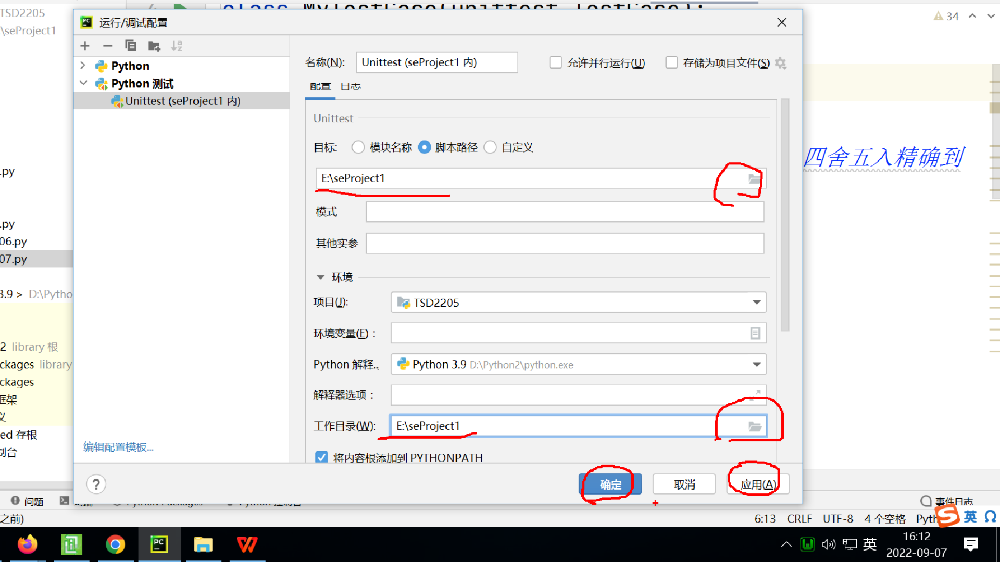 TSD2205
\seProject1
class MyTestCase(unittest.TestCase):
34
运行/调试配置
Python
Python 测试
Unittest (seProject1 内)
名称(N):
Unittest (seProject1 内)
允许并行运行(U)
存储为项目文件(S)
配置 日志
Unittest
目标: 模块名称 脚本路径 自定义
四舍五入精确到
.py
E:\seProject1
模式
.py
06.py
其他实参
07.py
环境
3.9 > D:\Pytho
项目(J): TSD2205
环境变量(E) :
2 library 根
ckages library
Python 解释.. Python 3.9 D:\Python2\python.exe
ckages
解释器选项 :
框架
义
工作目录(W): E:\seProject1
ed 存根
编辑配置模板...
制台
将内容根添加到 PYTHONPATH
?
确定 取消 应用(A)
问题
事件日志
之前)
6:13 CRLF UTF-8 4 个空格 Pyth
英
PC
英
16:12
2022-09-07